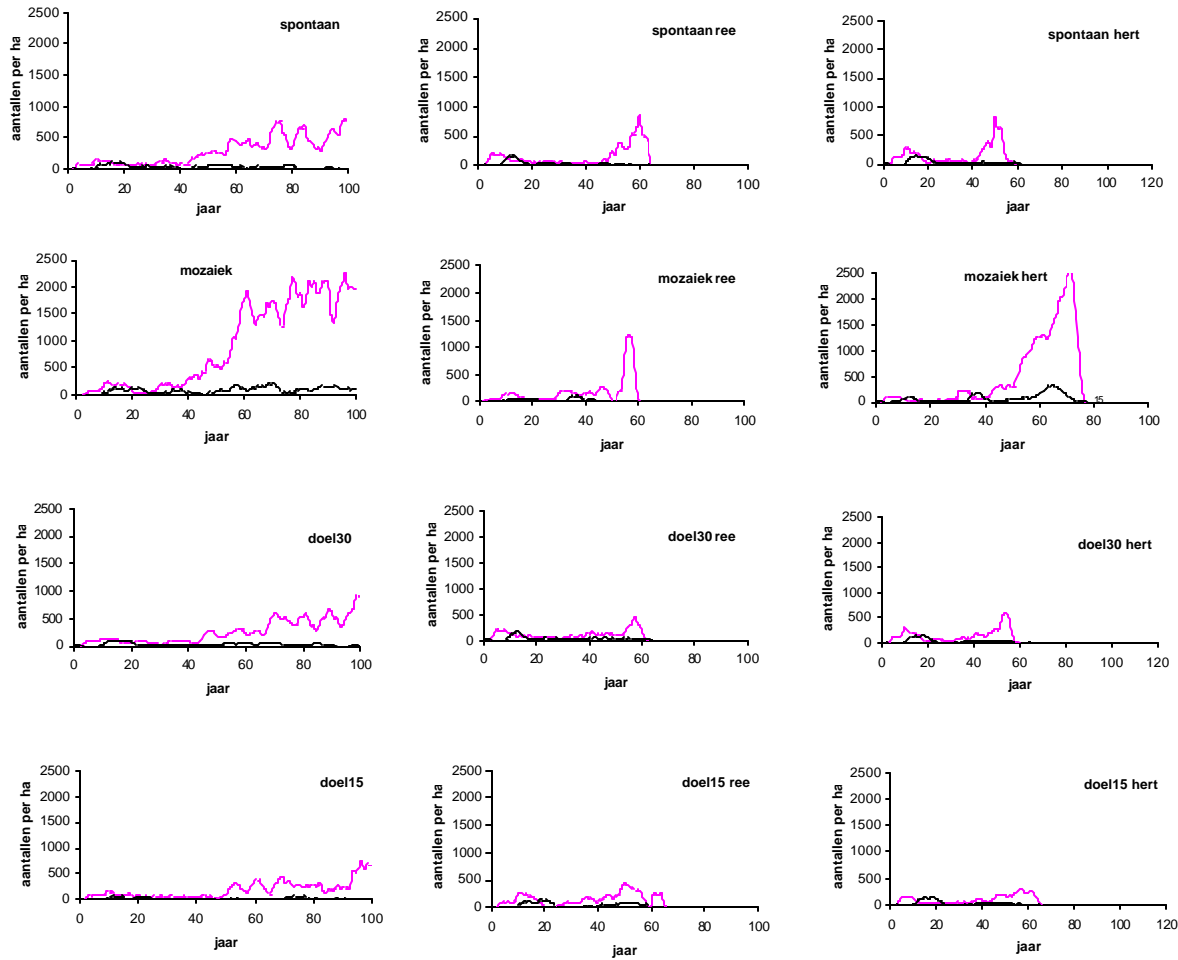 spontaan
aantallen per ha
2500
2000
1500
1000
500
0
0 20 40 60 80 100
jaar
spontaan ree
aantallen per ha
2500
2000
1500
1000
500
0
0 20 40 60 80 100
jaar
spontaan hert
aantallen per ha
2500
2000
1500
1000
500
0
0 20 40 60 80 100 120
jaar
mozaiek
aantallen per ha
2500
2000
1500
1000
500
0
0 20 40 60 80 100
jaar
mozaiek ree
aantallen per ha
2500
2000
1500
1000
500
0
0 20 40 60 80 100
jaar
mozaiek hert
aantallen per ha
2500
2000
1500
1000
500
0
15
0 20 40 60 80 100
jaar
doel30
aantallen per ha
2500
2000
1500
1000
500
0
0 20 40 60 80 100
jaar
doel30 ree
aantallen per ha
2500
2000
1500
1000
500
0
0 20 40 60 80 100
jaar
doel30 hert
aantallen per ha
2500
2000
1500
1000
500
0
0 20 40 60 80 100 120
jaar
doel15
aantallen per ha
2500
2000
1500
1000
500
0
0 20 40 60 80 100
jaar
doel15 ree
aantallen per ha
2500
2000
1500
1000
500
0
0 20 40 60 80 100
jaar
doel15 hert
aantallen per ha
2500
2000
1500
1000
500
0
0 20 40 60 80 100
jaar